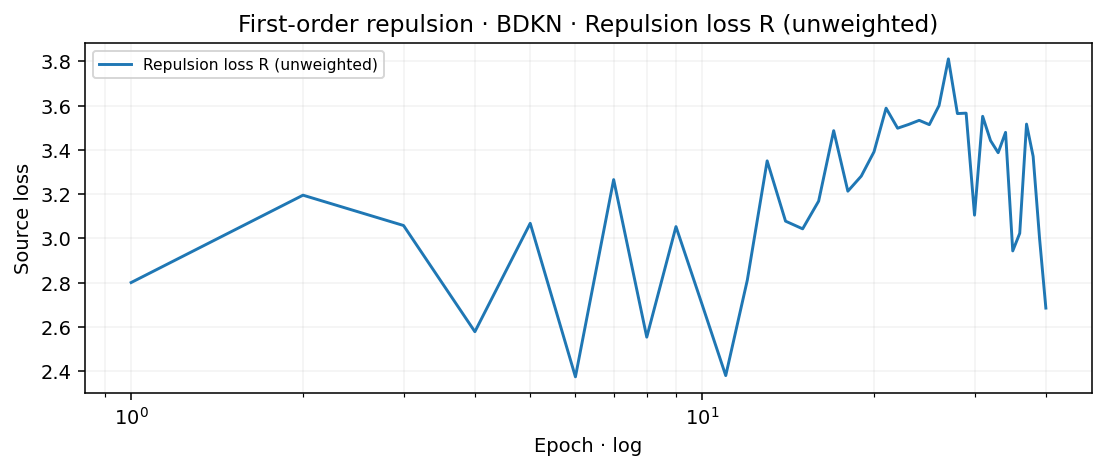 First-order repulsion · BDKN · Repulsion loss R (unweighted)
Repulsion loss R (unweighted)
Source loss
3.8
3.6
3.4
3.2
3.0
2.8
2.6
2.4
10⁰
10¹
Epoch · log